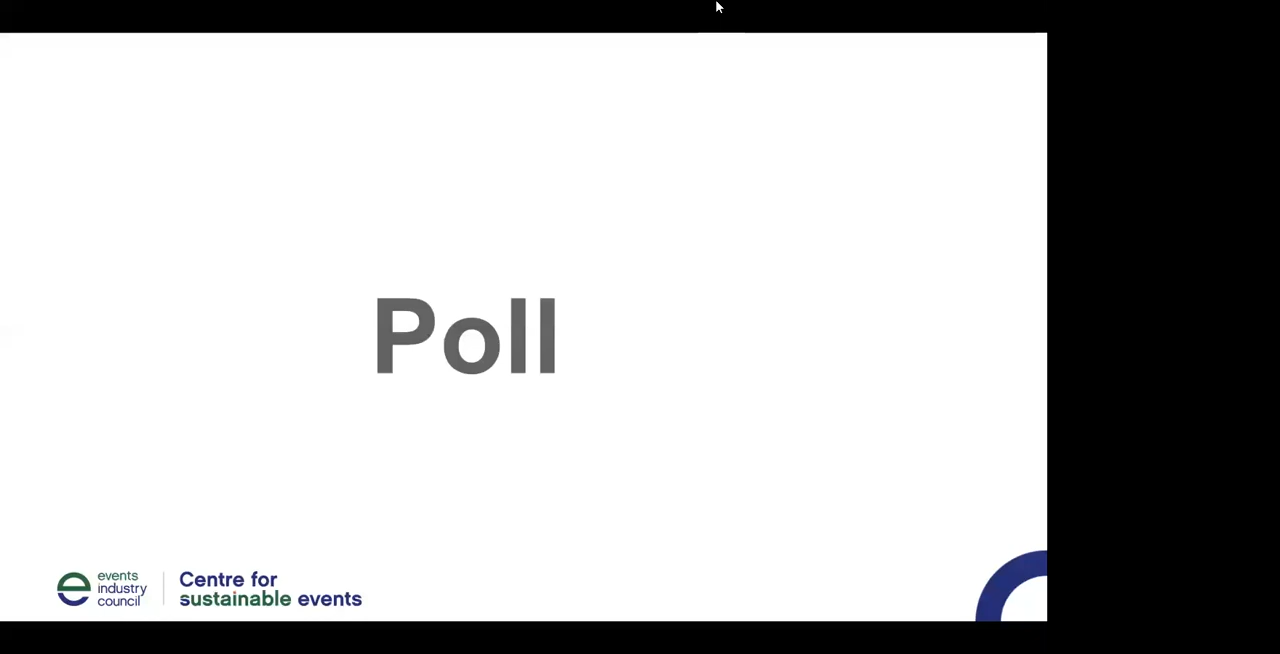 Poll
events
industry
council
Centre for
sustainable events